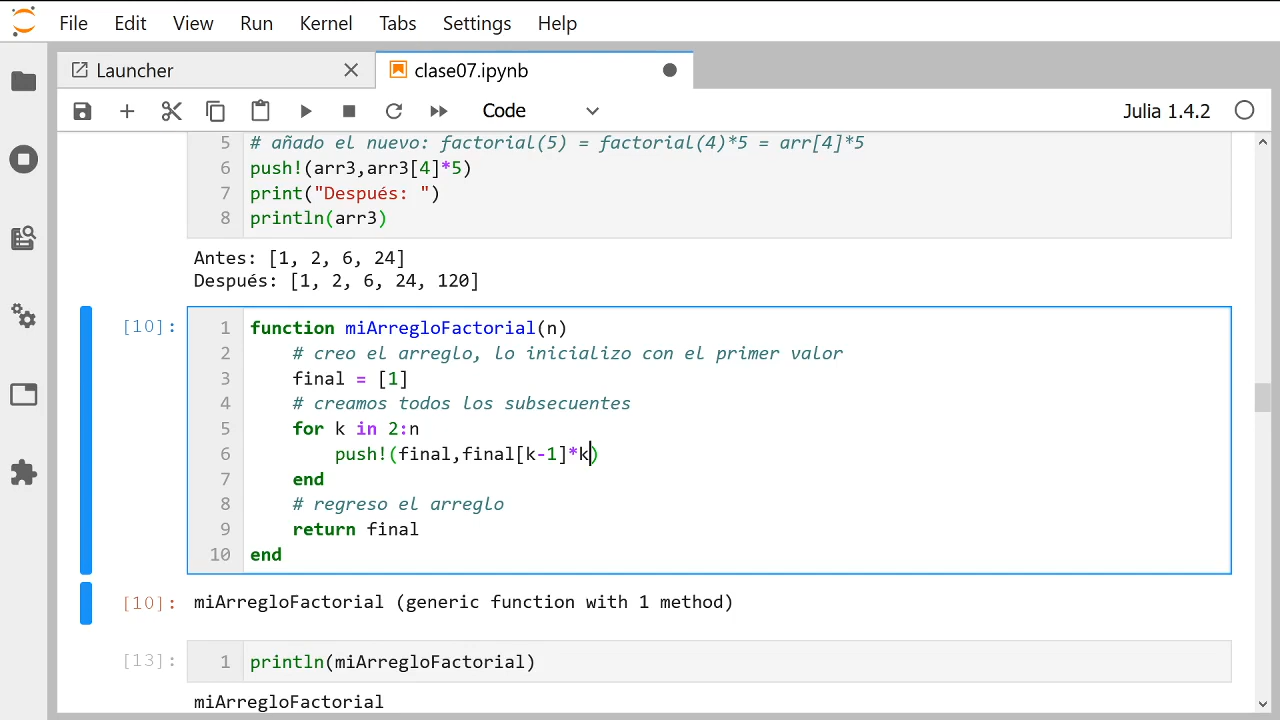 File Edit View Run Kernel Tabs Settings Help
Launcher clase07.ipynb
Code Julia 1.4.2
5 # añado el nuevo: factorial(5) = factorial(4)*5 = arr[4]*5
6 push!(arr3,arr3[4]*5)
7 print("Después: ")
8 println(arr3)
Antes: [1, 2, 6, 24]
Después: [1, 2, 6, 24, 120]
[10]: 1 function miArregloFactorial(n)
2 # creo el arreglo, lo inicializo con el primer valor
3 final = [1]
4 # creamos todos los subsecuentes
5 for k in 2:n
6 push!(final,final[k-1]*k)
7 end
8 # regreso el arreglo
9 return final
10 end
[10]: miArregloFactorial (generic function with 1 method)
[13]: 1 println(miArregloFactorial)
miArregloFactorial